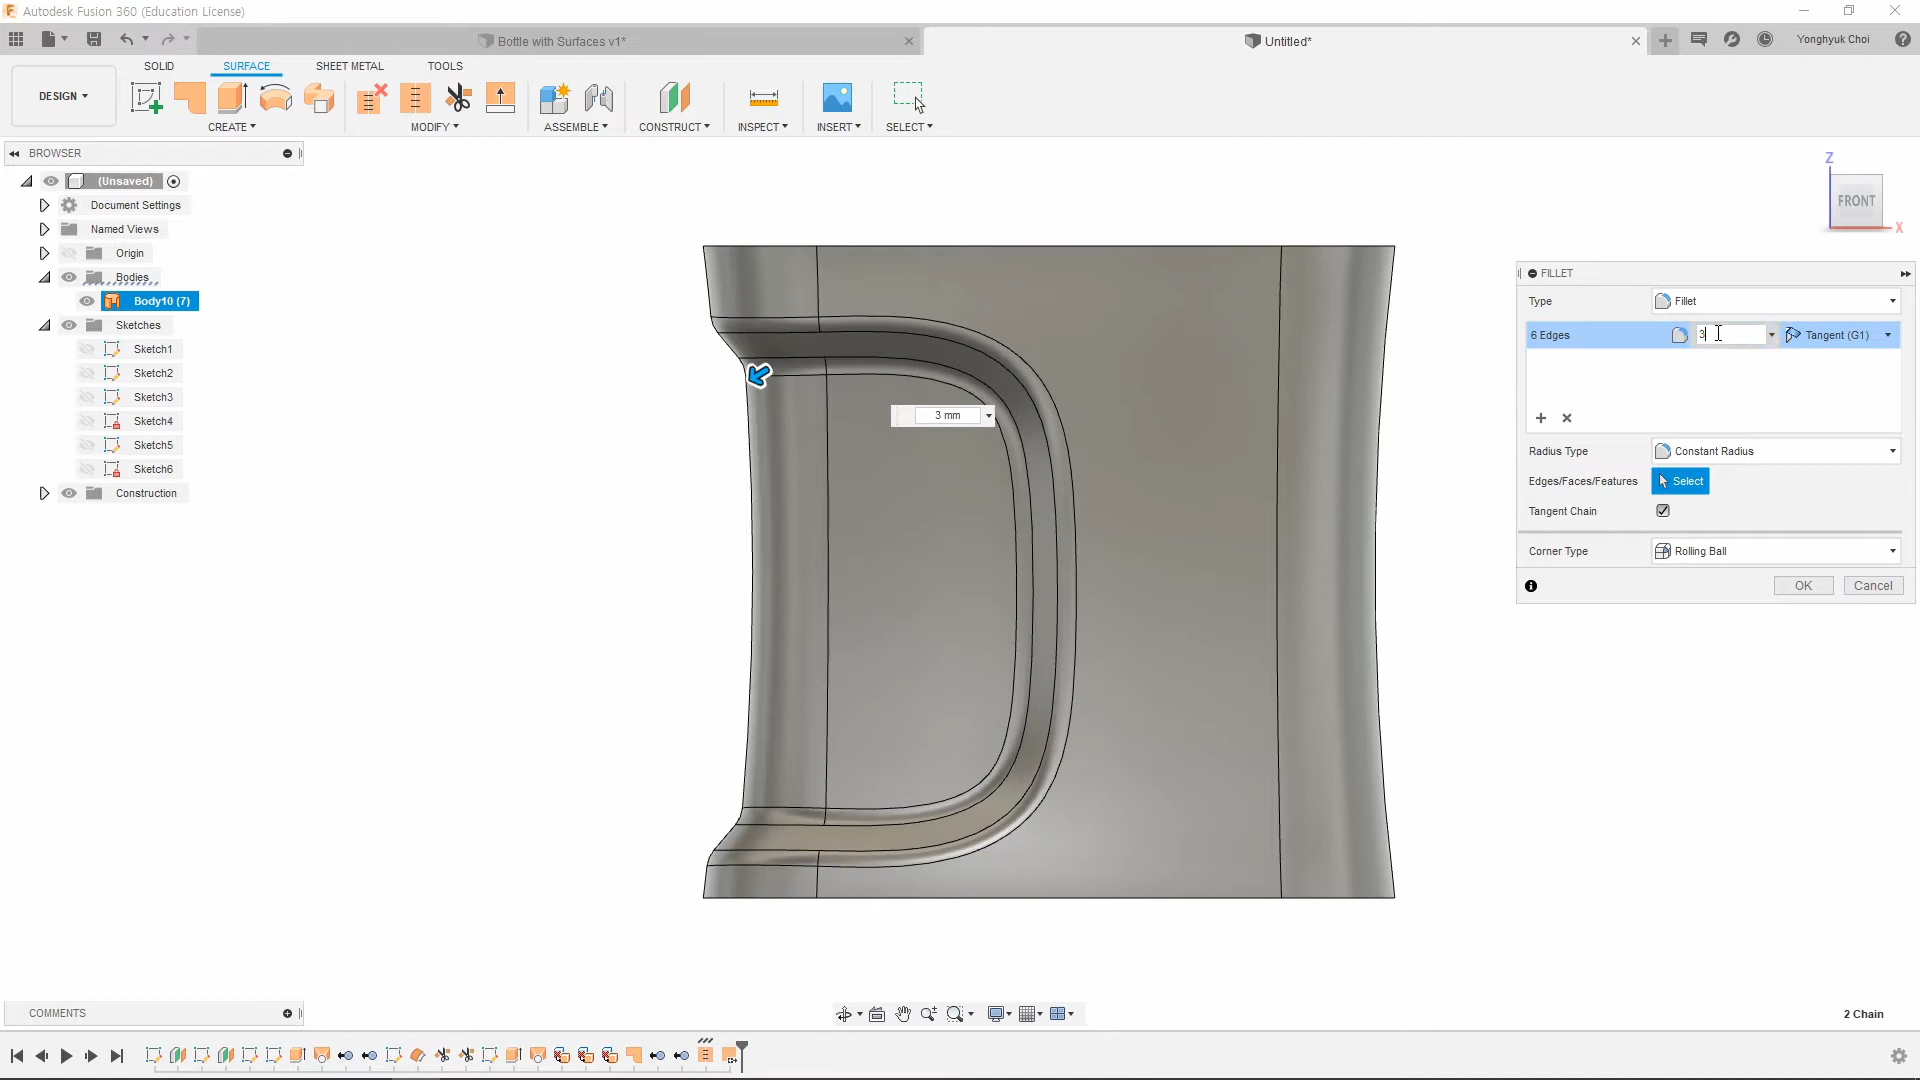 Autodesk Fusion 360 (Education License)
Bottle with Surfaces v1*
Untitled*
Yonghyuk Choi
DESIGN
SOLID
SURFACE
SHEET METAL
TOOLS
CREATE
MODIFY
ASSEMBLE
CONSTRUCT
INSPECT
INSERT
SELECT
BROWSER
(Unsaved)
Document Settings
Named Views
Origin
Bodies
Body10 (7)
Sketches
Sketch1
Sketch2
Sketch3
Sketch4
Sketch5
Sketch6
Construction
Z
FRONT
X
3 mm
FILLET
Type
Fillet
6 Edges
3
Tangent (G1)
Radius Type
Constant Radius
Edges/Faces/Features
Select
Tangent Chain
Corner Type
Rolling Ball
OK
Cancel
COMMENTS
2 Chain